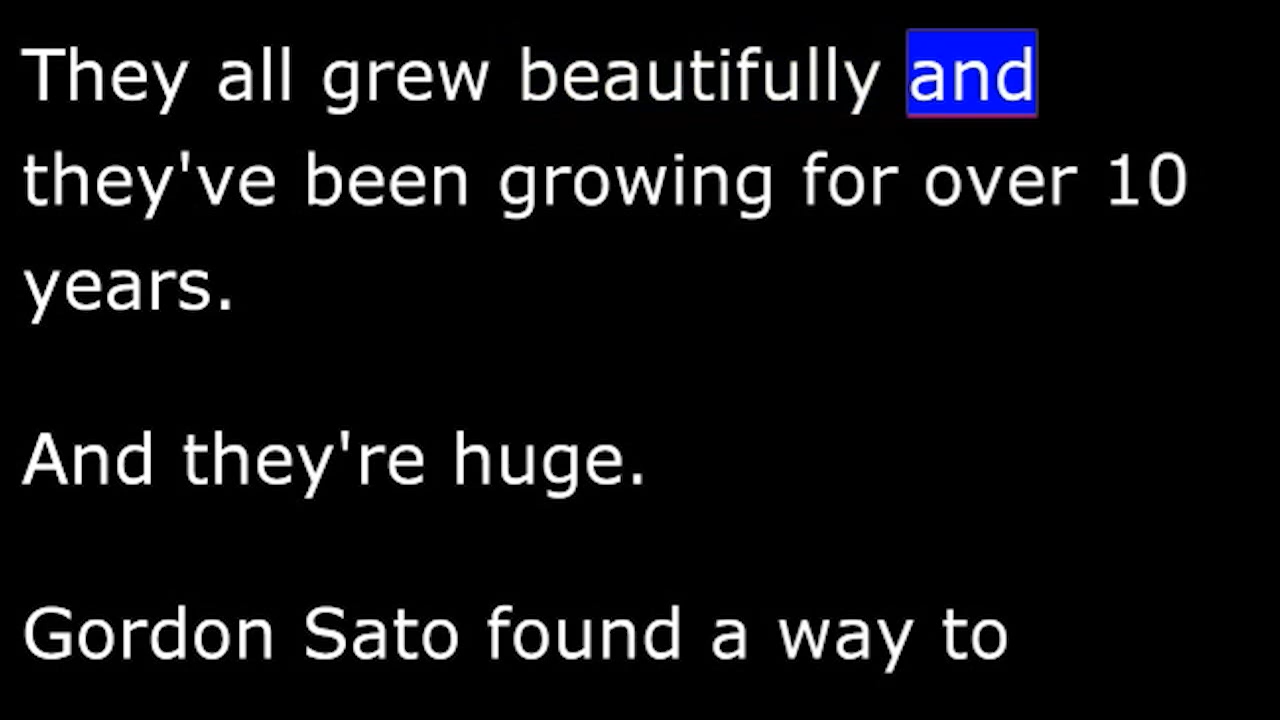 They all grew beautifully and
they've been growing for over 10
years.
And they're huge.
Gordon Sato found a way to